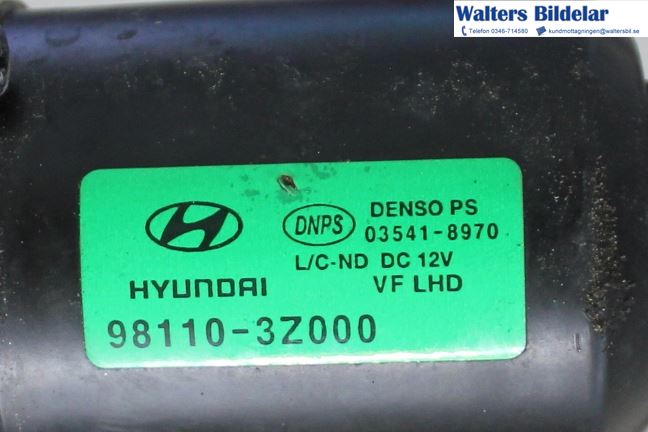 Walters Bildelar
Telefon 0346-714580 kundmottagningen@waltersbil.se
DNPS DENSO PS
03541-8970
L/C-ND DC 12V
HYUNDAI VF LHD
98110-3Z000